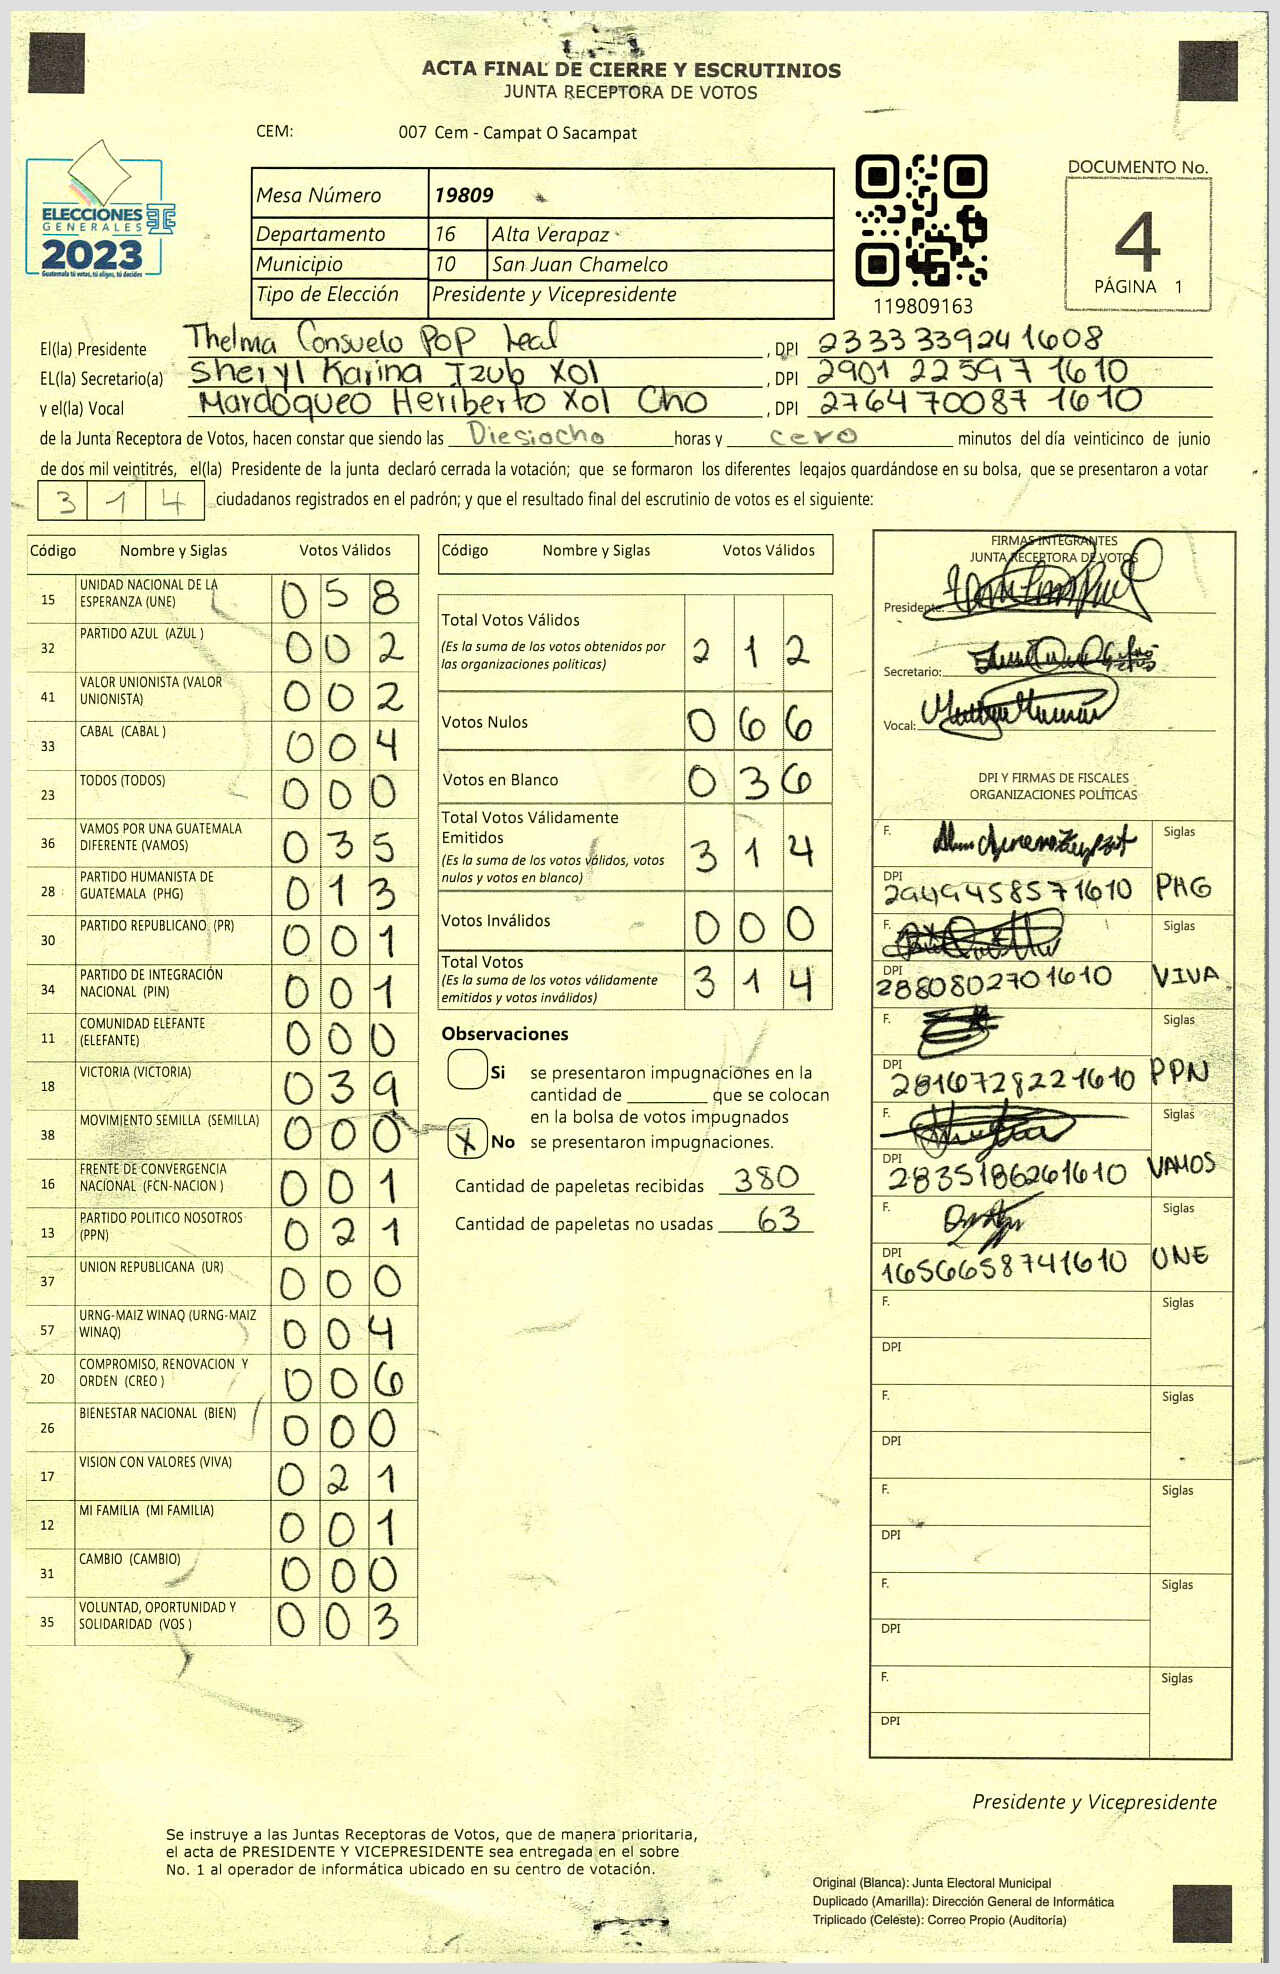 ACTA FINAL DE CIERRE Y ESCRUTINIOS
JUNTA RECEPTORA DE VOTOS
CEM: 007 Cem - Campat O Sacampat
ELECCIONES
GENERALES
2023
Guatemala tú votas, tú eliges, tú decides
Mesa Número 19809
Departamento 16 Alta Verapaz
Municipio 10 San Juan Chamelco
Tipo de Elección Presidente y Vicepresidente
119809163
DOCUMENTO No.
4
PÁGINA 1
El(la) Presidente Thelma Consuelo Pop Leal , DPI 2333 33924 1608
EL(la) Secretario(a) Sheryl Karina Tzub Xol , DPI 2901 22597 1610
y el(la) Vocal Mardoqueo Heriberto Xol Cho , DPI 2764 70087 1610
de la Junta Receptora de Votos, hacen constar que siendo las Diesiocho horas y cero minutos del día veinticinco de junio
de dos mil veintitrés, el(la) Presidente de la junta declaró cerrada la votación; que se formaron los diferentes legajos guardándose en su bolsa, que se presentaron a votar
3 1 4 ciudadanos registrados en el padrón; y que el resultado final del escrutinio de votos es el siguiente:
Código Nombre y Siglas Votos Válidos
15 UNIDAD NACIONAL DE LA ESPERANZA (UNE) 0 5 8
32 PARTIDO AZUL (AZUL ) 0 0 2
41 VALOR UNIONISTA (VALOR UNIONISTA) 0 0 2
33 CABAL (CABAL ) 0 0 4
23 TODOS (TODOS) 0 0 0
36 VAMOS POR UNA GUATEMALA DIFERENTE (VAMOS) 0 3 5
28 PARTIDO HUMANISTA DE GUATEMALA (PHG) 0 1 3
30 PARTIDO REPUBLICANO (PR) 0 0 1
34 PARTIDO DE INTEGRACIÓN NACIONAL (PIN) 0 0 1
11 COMUNIDAD ELEFANTE (ELEFANTE) 0 0 0
18 VICTORIA (VICTORIA) 0 3 9
38 MOVIMIENTO SEMILLA (SEMILLA) 0 0 0
16 FRENTE DE CONVERGENCIA NACIONAL (FCN-NACION ) 0 0 1
13 PARTIDO POLITICO NOSOTROS (PPN) 0 2 1
37 UNION REPUBLICANA (UR) 0 0 0
57 URNG-MAIZ WINAQ (URNG-MAIZ WINAQ) 0 0 4
20 COMPROMISO, RENOVACION Y ORDEN (CREO ) 0 0 6
26 BIENESTAR NACIONAL (BIEN) 0 0 0
17 VISION CON VALORES (VIVA) 0 2 1
12 MI FAMILIA (MI FAMILIA) 0 0 1
31 CAMBIO (CAMBIO) 0 0 0
35 VOLUNTAD, OPORTUNIDAD Y SOLIDARIDAD (VOS ) 0 0 3
Código Nombre y Siglas Votos Válidos
Total Votos Válidos 2 1 2
(Es la suma de los votos obtenidos por
las organizaciones políticas)
Votos Nulos 0 6 6
Votos en Blanco 0 3 6
Total Votos Válidamente
Emitidos 3 1 4
(Es la suma de los votos válidos, votos
nulos y votos en blanco)
Votos Inválidos 0 0 0
Total Votos 3 1 4
(Es la suma de los votos válidamente
emitidos y votos inválidos)
Observaciones
Si se presentaron impugnaciones en la
cantidad de ________ que se colocan
en la bolsa de votos impugnados
X No se presentaron impugnaciones.
Cantidad de papeletas recibidas 380
Cantidad de papeletas no usadas 63
FIRMAS INTEGRANTES
JUNTA RECEPTORA DE VOTOS
Presidente:
Secretario:
Vocal:
DPI Y FIRMAS DE FISCALES
ORGANIZACIONES POLÍTICAS
F. Siglas
DPI 2949458571610 PHG
F. Siglas
DPI 2880802701610 VIVA
F. Siglas
DPI 2816728221610 PPN
F. Siglas
DPI 2835186261610 VAMOS
F. Siglas
DPI 1656658741610 UNE
F. Siglas
DPI
F. Siglas
DPI
F. Siglas
DPI
F. Siglas
DPI
F. Siglas
DPI
Presidente y Vicepresidente
Se instruye a las Juntas Receptoras de Votos, que de manera prioritaria,
el acta de PRESIDENTE Y VICEPRESIDENTE sea entregada en el sobre
No. 1 al operador de informática ubicado en su centro de votación.
Original (Blanca): Junta Electoral Municipal
Duplicado (Amarilla): Dirección General de Informática
Triplicado (Celeste): Correo Propio (Auditoría)